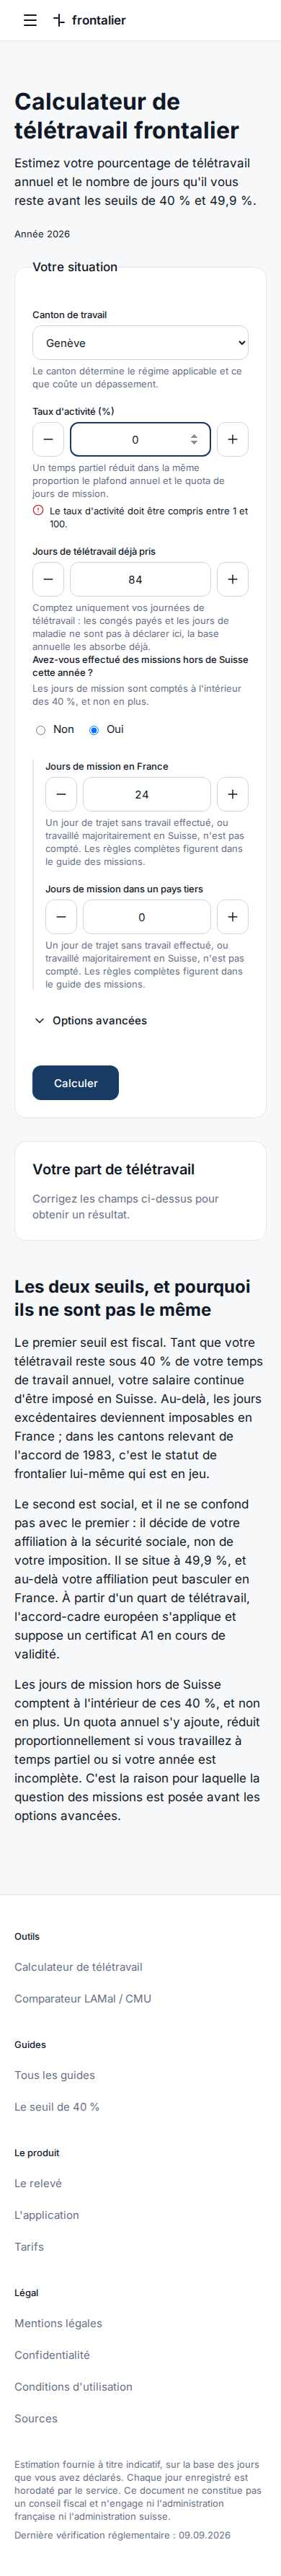 frontalier
Calculateur de
télétravail frontalier
Estimez votre pourcentage de télétravail
annuel et le nombre de jours qu'il vous
reste avant les seuils de 40 % et 49,9 %.
Année 2026
Votre situation
Canton de travail
Genève
Le canton détermine le régime applicable et ce
que coûte un dépassement.
Taux d'activité (%)
0
Un temps partiel réduit dans la même
proportion le plafond annuel et le quota de
jours de mission.
Le taux d'activité doit être compris entre 1 et
100.
Jours de télétravail déjà pris
84
Comptez uniquement vos journées de
télétravail : les congés payés et les jours de
maladie ne sont pas à déclarer ici, la base
annuelle les absorbe déjà.
Avez-vous effectué des missions hors de Suisse
cette année ?
Les jours de mission sont comptés à l'intérieur
des 40 %, et non en plus.
Non Oui
Jours de mission en France
24
Un jour de trajet sans travail effectué, ou
travaillé majoritairement en Suisse, n'est pas
compté. Les règles complètes figurent dans
le guide des missions.
Jours de mission dans un pays tiers
0
Un jour de trajet sans travail effectué, ou
travaillé majoritairement en Suisse, n'est pas
compté. Les règles complètes figurent dans
le guide des missions.
Options avancées
Calculer
Votre part de télétravail
Corrigez les champs ci-dessus pour
obtenir un résultat.
Les deux seuils, et pourquoi
ils ne sont pas le même
Le premier seuil est fiscal. Tant que votre
télétravail reste sous 40 % de votre temps
de travail annuel, votre salaire continue
d'être imposé en Suisse. Au-delà, les jours
excédentaires deviennent imposables en
France ; dans les cantons relevant de
l'accord de 1983, c'est le statut de
frontalier lui-même qui est en jeu.
Le second est social, et il ne se confond
pas avec le premier : il décide de votre
affiliation à la sécurité sociale, non de
votre imposition. Il se situe à 49,9 %, et
au-delà votre affiliation peut basculer en
France. À partir d'un quart de télétravail,
l'accord-cadre européen s'applique et
suppose un certificat A1 en cours de
validité.
Les jours de mission hors de Suisse
comptent à l'intérieur de ces 40 %, et non
en plus. Un quota annuel s'y ajoute, réduit
proportionnellement si vous travaillez à
temps partiel ou si votre année est
incomplète. C'est la raison pour laquelle la
question des missions est posée avant les
options avancées.
Outils
Calculateur de télétravail
Comparateur LAMal / CMU
Guides
Tous les guides
Le seuil de 40 %
Le produit
Le relevé
L'application
Tarifs
Légal
Mentions légales
Confidentialité
Conditions d'utilisation
Sources
Estimation fournie à titre indicatif, sur la base des jours
que vous avez déclarés. Chaque jour enregistré est
horodaté par le service. Ce document ne constitue pas
un conseil fiscal et n'engage ni l'administration
française ni l'administration suisse.
Dernière vérification réglementaire : 09.09.2026